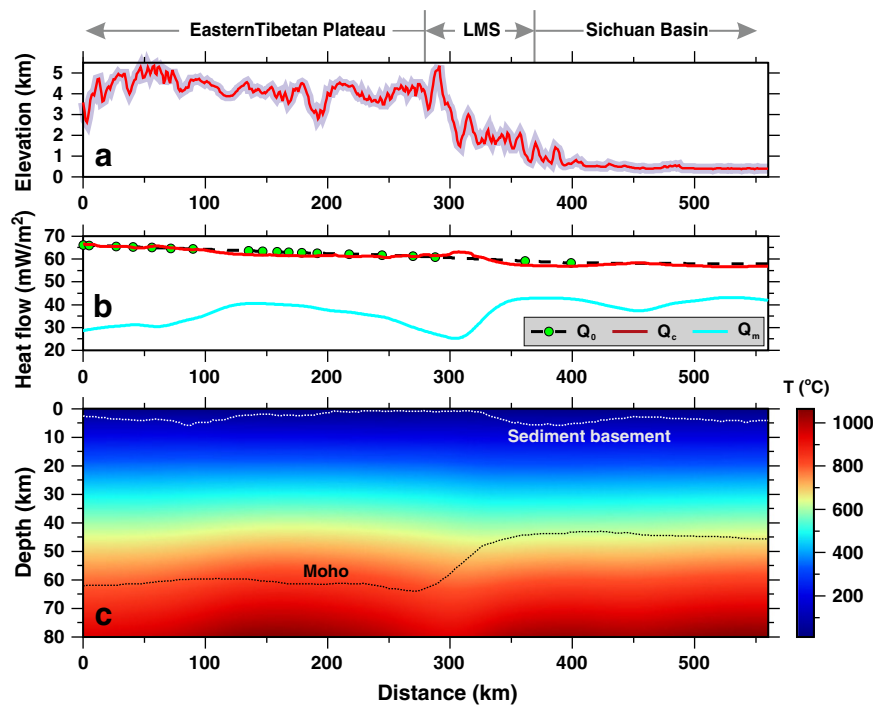 EasternTibetan Plateau LMS Sichuan Basin
Elevation (km)
5
4
3
2
1
0
a
0 100 200 300 400 500
Heat flow (mW/m²)
70
60
50
40
30
20
b
Q₀ Q꜀ Qₘ
0 100 200 300 400 500
Depth (km)
0
10
20
30
40
50
60
70
80
Sediment basement
Moho
c
0 100 200 300 400 500
Distance (km)
T (°C)
1000
800
600
400
200